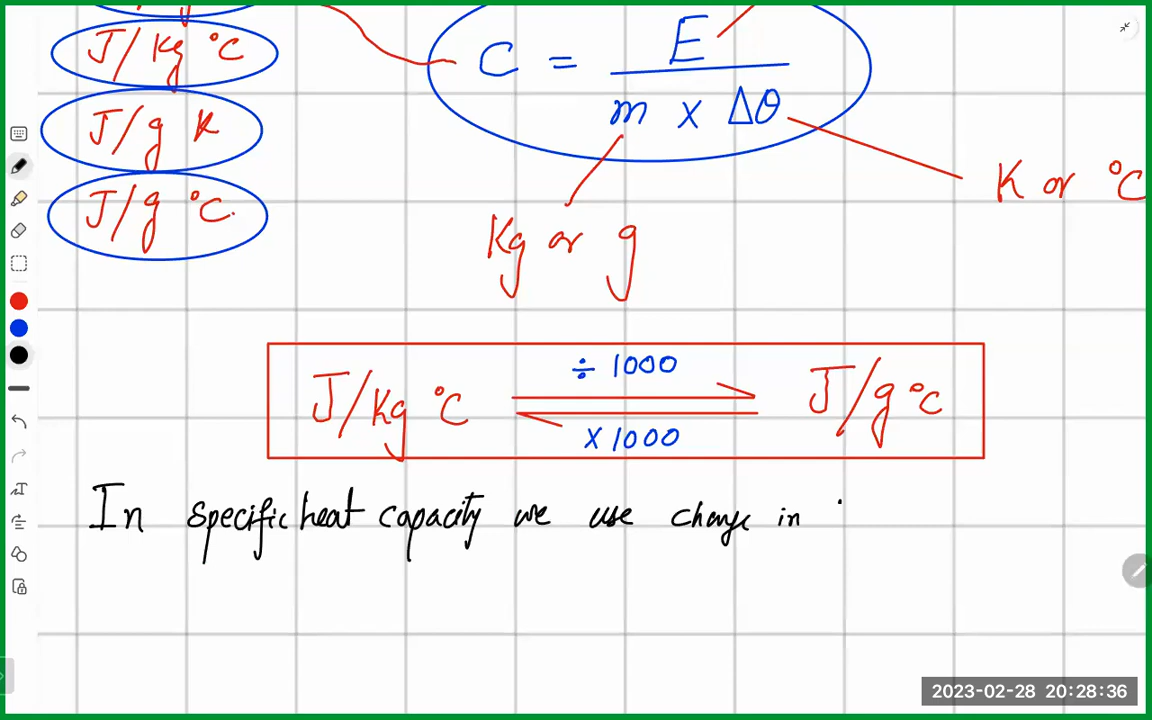 J/Kg °C
C = E / m x Δθ
J/g K
K or °C
J/g °C
Kg or g
÷ 1000
J/Kg °C
J/g °C
x 1000
In specific heat capacity we use change in
2023-02-28 20:28:36